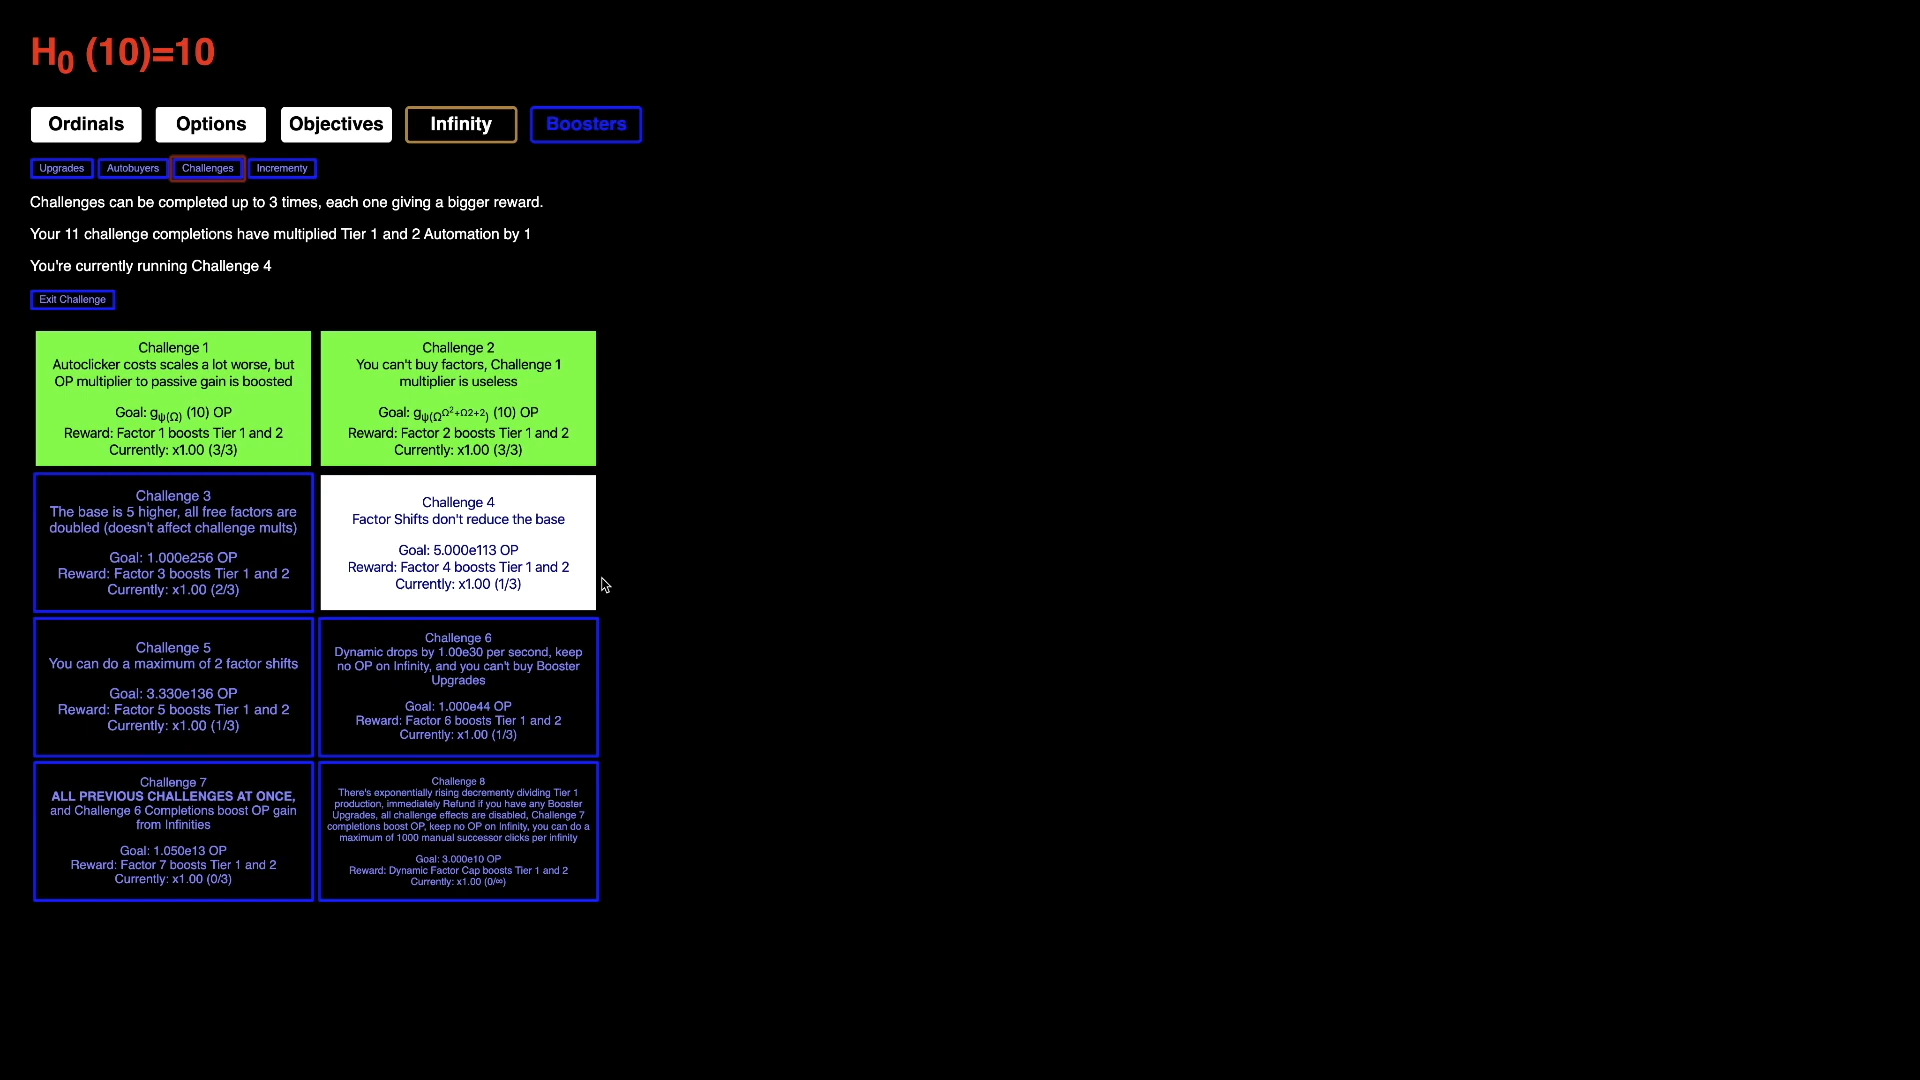 H₀ (10)=10
Ordinals
Options
Objectives
Infinity
Boosters
Upgrades
Autobuyers
Challenges
Incrementy
Challenges can be completed up to 3 times, each one giving a bigger reward.
Your 11 challenge completions have multiplied Tier 1 and 2 Automation by 1
You're currently running Challenge 4
Exit Challenge
Challenge 1
Autoclicker costs scales a lot worse, but
OP multiplier to passive gain is boosted
Goal: gψ(Ω) (10) OP
Reward: Factor 1 boosts Tier 1 and 2
Currently: x1.00 (3/3)
Challenge 2
You can't buy factors, Challenge 1
multiplier is useless
Goal: gψ(Ω^Ω²+Ω2+2) (10) OP
Reward: Factor 2 boosts Tier 1 and 2
Currently: x1.00 (3/3)
Challenge 3
The base is 5 higher, all free factors are
doubled (doesn't affect challenge mults)
Goal: 1.000e256 OP
Reward: Factor 3 boosts Tier 1 and 2
Currently: x1.00 (2/3)
Challenge 4
Factor Shifts don't reduce the base
Goal: 5.000e113 OP
Reward: Factor 4 boosts Tier 1 and 2
Currently: x1.00 (1/3)
Challenge 5
You can do a maximum of 2 factor shifts
Goal: 3.330e136 OP
Reward: Factor 5 boosts Tier 1 and 2
Currently: x1.00 (1/3)
Challenge 6
Dynamic drops by 1.00e30 per second, keep
no OP on Infinity, and you can't buy Booster
Upgrades
Goal: 1.000e44 OP
Reward: Factor 6 boosts Tier 1 and 2
Currently: x1.00 (1/3)
Challenge 7
ALL PREVIOUS CHALLENGES AT ONCE,
and Challenge 6 Completions boost OP gain
from Infinities
Goal: 1.050e13 OP
Reward: Factor 7 boosts Tier 1 and 2
Currently: x1.00 (0/3)
Challenge 8
There's exponentially rising decrementy dividing Tier 1
production, immediately Refund if you have any Booster
Upgrades, all challenge effects are disabled, Challenge 7
completions boost OP, keep no OP on Infinity, you can do a
maximum of 1000 manual successor clicks per infinity
Goal: 3.000e10 OP
Reward: Dynamic Factor Cap boosts Tier 1 and 2
Currently: x1.00 (0/∞)